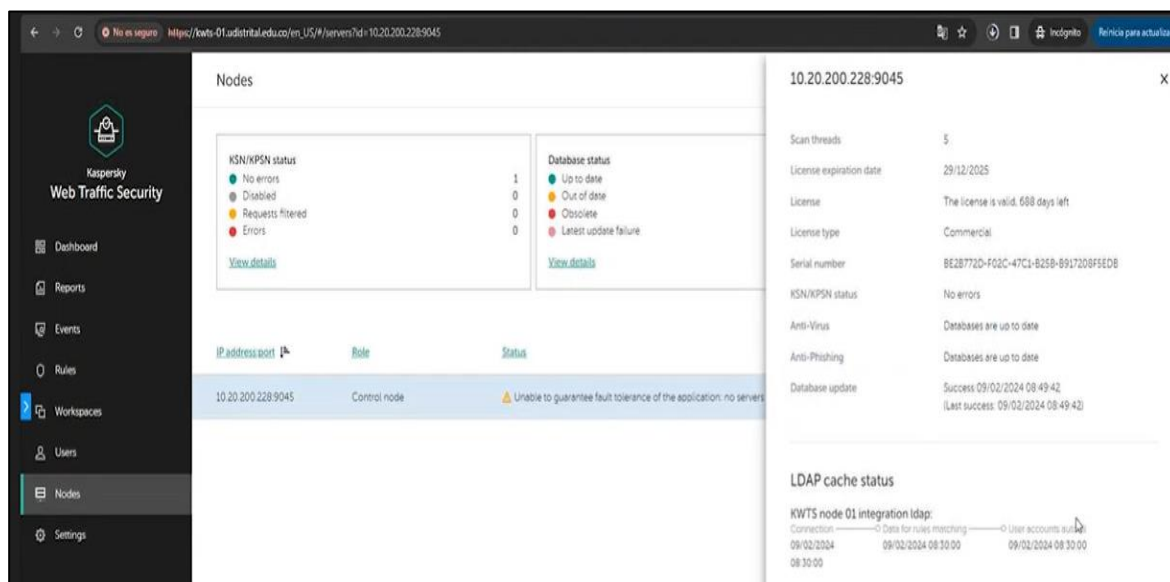 No es seguro https://kwts-01.udistrital.edu.co/en_US/#/servers?id=10.20.200.228:9045
Incógnito
Reinicia para actualiza
Kaspersky
Web Traffic Security
Dashboard
Reports
Events
Rules
Workspaces
Users
Nodes
Settings
Nodes
KSN/KPSN status
No errors 1
Disabled 0
Requests filtered 0
Errors 0
View details
Database status
Up to date
Out of date
Obsolete
Latest update failure
View details
IP address:port Role Status
10.20.200.228:9045 Control node Unable to guarantee fault tolerance of the application: no servers
10.20.200.228:9045
Scan threads 5
License expiration date 29/12/2025
License The license is valid, 688 days left
License type Commercial
Serial number BE2B772D-F02C-47C1-B25B-B917208F5EDB
KSN/KPSN status No errors
Anti-Virus Databases are up to date
Anti-Phishing Databases are up to date
Database update Success 09/02/2024 08:49:42
(Last success: 09/02/2024 08:49:42)
LDAP cache status
KWTS node 01 integration ldap:
Connection Data for rules matching User accounts
09/02/2024 09/02/2024 08:30:00 09/02/2024 08:30:00
08:30:00